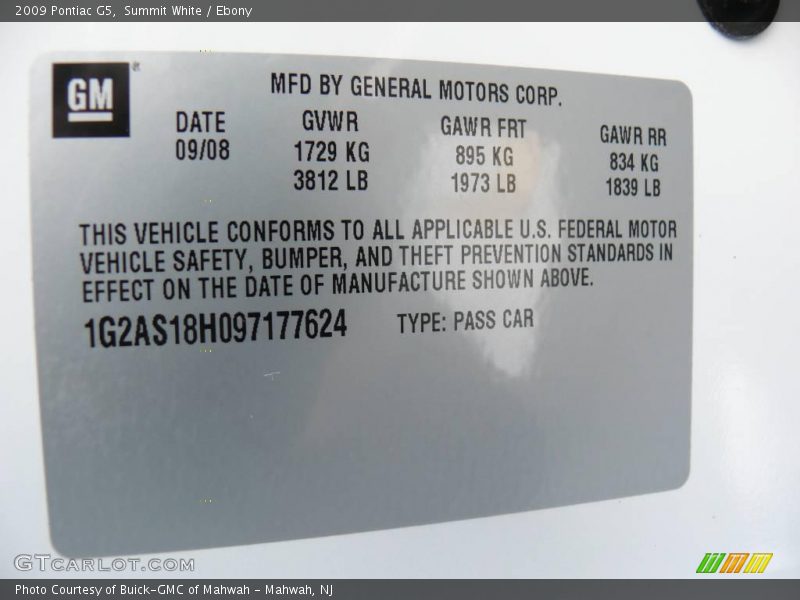 2009 Pontiac G5,  Summit White / Ebony
GM
MFD BY GENERAL MOTORS CORP.
DATE GVWR GAWR FRT GAWR RR
09/08 1729 KG 895 KG 834 KG
3812 LB 1973 LB 1839 LB
THIS VEHICLE CONFORMS TO ALL APPLICABLE U.S. FEDERAL MOTOR
VEHICLE SAFETY, BUMPER, AND THEFT PREVENTION STANDARDS IN
EFFECT ON THE DATE OF MANUFACTURE SHOWN ABOVE.
1G2AS18H097177624 TYPE: PASS CAR
GTCARLOT.COM
Photo Courtesy of Buick-GMC of Mahwah - Mahwah, NJ